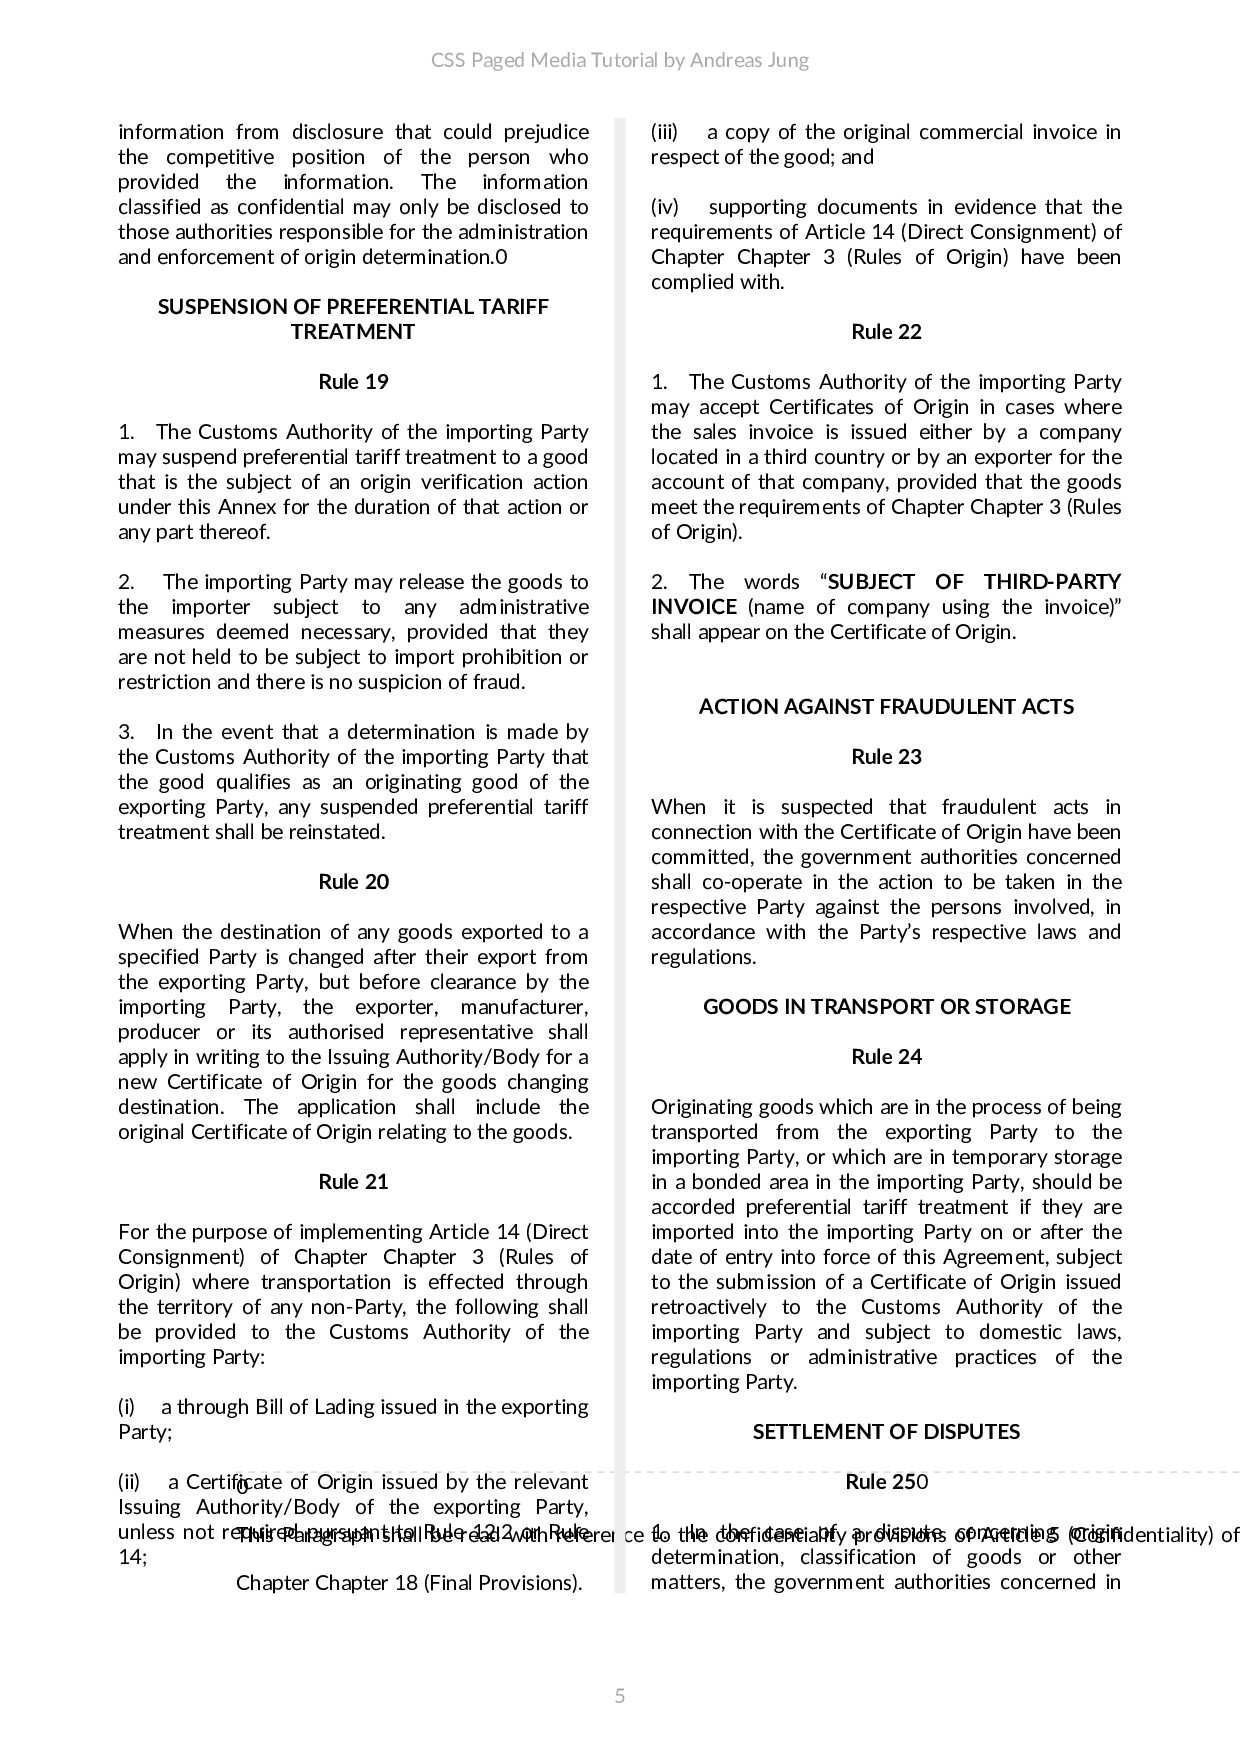 CSS Paged Media Tutorial by Andreas Jung
information from disclosure that could prejudice
the competitive position of the person who
provided the information. The information
classified as confidential may only be disclosed to
those authorities responsible for the administration
and enforcement of origin determination.0
SUSPENSION OF PREFERENTIAL TARIFF
TREATMENT
Rule 19
1. The Customs Authority of the importing Party
may suspend preferential tariff treatment to a good
that is the subject of an origin verification action
under this Annex for the duration of that action or
any part thereof.
2. The importing Party may release the goods to
the importer subject to any administrative
measures deemed necessary, provided that they
are not held to be subject to import prohibition or
restriction and there is no suspicion of fraud.
3. In the event that a determination is made by
the Customs Authority of the importing Party that
the good qualifies as an originating good of the
exporting Party, any suspended preferential tariff
treatment shall be reinstated.
Rule 20
When the destination of any goods exported to a
specified Party is changed after their export from
the exporting Party, but before clearance by the
importing Party, the exporter, manufacturer,
producer or its authorised representative shall
apply in writing to the Issuing Authority/Body for a
new Certificate of Origin for the goods changing
destination. The application shall include the
original Certificate of Origin relating to the goods.
Rule 21
For the purpose of implementing Article 14 (Direct
Consignment) of Chapter Chapter 3 (Rules of
Origin) where transportation is effected through
the territory of any non-Party, the following shall
be provided to the Customs Authority of the
importing Party:
(i) a through Bill of Lading issued in the exporting
Party;
(ii) a Certificate of Origin issued by the relevant
Issuing Authority/Body of the exporting Party,
unless not required pursuant to Rule 12.2 or Rule
14;
(iii) a copy of the original commercial invoice in
respect of the good; and
(iv) supporting documents in evidence that the
requirements of Article 14 (Direct Consignment) of
Chapter Chapter 3 (Rules of Origin) have been
complied with.
Rule 22
1. The Customs Authority of the importing Party
may accept Certificates of Origin in cases where
the sales invoice is issued either by a company
located in a third country or by an exporter for the
account of that company, provided that the goods
meet the requirements of Chapter Chapter 3 (Rules
of Origin).
2. The words “SUBJECT OF THIRD-PARTY
INVOICE (name of company using the invoice)”
shall appear on the Certificate of Origin.
ACTION AGAINST FRAUDULENT ACTS
Rule 23
When it is suspected that fraudulent acts in
connection with the Certificate of Origin have been
committed, the government authorities concerned
shall co-operate in the action to be taken in the
respective Party against the persons involved, in
accordance with the Party’s respective laws and
regulations.
GOODS IN TRANSPORT OR STORAGE
Rule 24
Originating goods which are in the process of being
transported from the exporting Party to the
importing Party, or which are in temporary storage
in a bonded area in the importing Party, should be
accorded preferential tariff treatment if they are
imported into the importing Party on or after the
date of entry into force of this Agreement, subject
to the submission of a Certificate of Origin issued
retroactively to the Customs Authority of the
importing Party and subject to domestic laws,
regulations or administrative practices of the
importing Party.
SETTLEMENT OF DISPUTES
Rule 250
1. In the case of a dispute concerning origin
determination, classification of goods or other
matters, the government authorities concerned in
0
This Paragraph shall be read with reference to the confidentiality provisions of Article 5 (Confidentiality) of
Chapter Chapter 18 (Final Provisions).
5